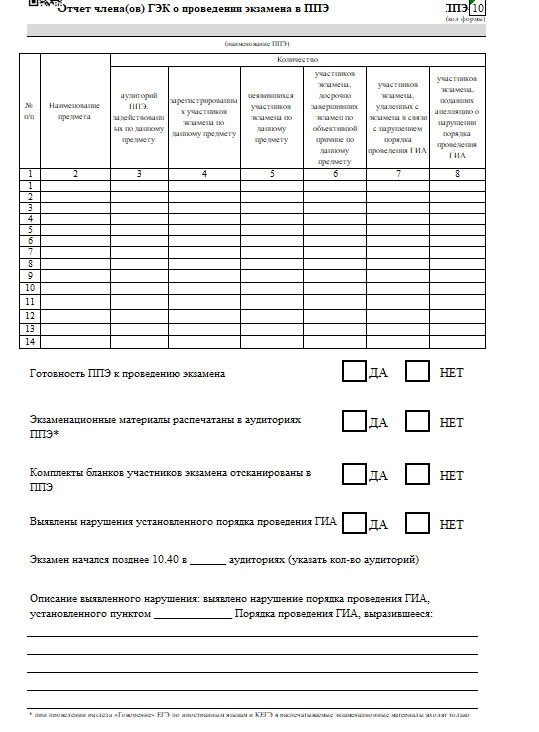 Отчет члена(ов) ГЭК о проведении экзамена в ППЭ
ППЭ 10
(код формы)
(наименование ППЭ)
№
п/п
Наименование
предмета
Количество
аудиторий
ППЭ,
задействованн
ых по данному
предмету
зарегистрированны
х участников
экзамена по
данному предмету
неявившихся
участников
экзамена по
данному
предмету
участников
экзамена,
досрочно
завершивших
экзамен по
объективной
причине по
данному
предмету
участников
экзамена,
удаленных с
экзамена в связи
с нарушением
порядка
проведения ГИА
участников
экзамена,
подавших
апелляцию о
нарушении
порядка
проведения
ГИА
1 2 3 4 5 6 7 8
1
2
3
4
5
6
7
8
9
10
11
12
13
14
Готовность ППЭ к проведению экзамена ДА НЕТ
Экзаменационные материалы распечатаны в аудиториях
ППЭ* ДА НЕТ
Комплекты бланков участников экзамена отсканированы в
ППЭ ДА НЕТ
Выявлены нарушения установленного порядка проведения ГИА ДА НЕТ
Экзамен начался позднее 10.40 в ______ аудиториях (указать кол-во аудиторий)
Описание выявленного нарушения: выявлено нарушение порядка проведения ГИА,
установленного пунктом _____________ Порядка проведения ГИА, выразившееся:
* при проведении раздела «Говорение» ЕГЭ по иностранным языкам и КЕГЭ в распечатываемые экзаменационные материалы входят только